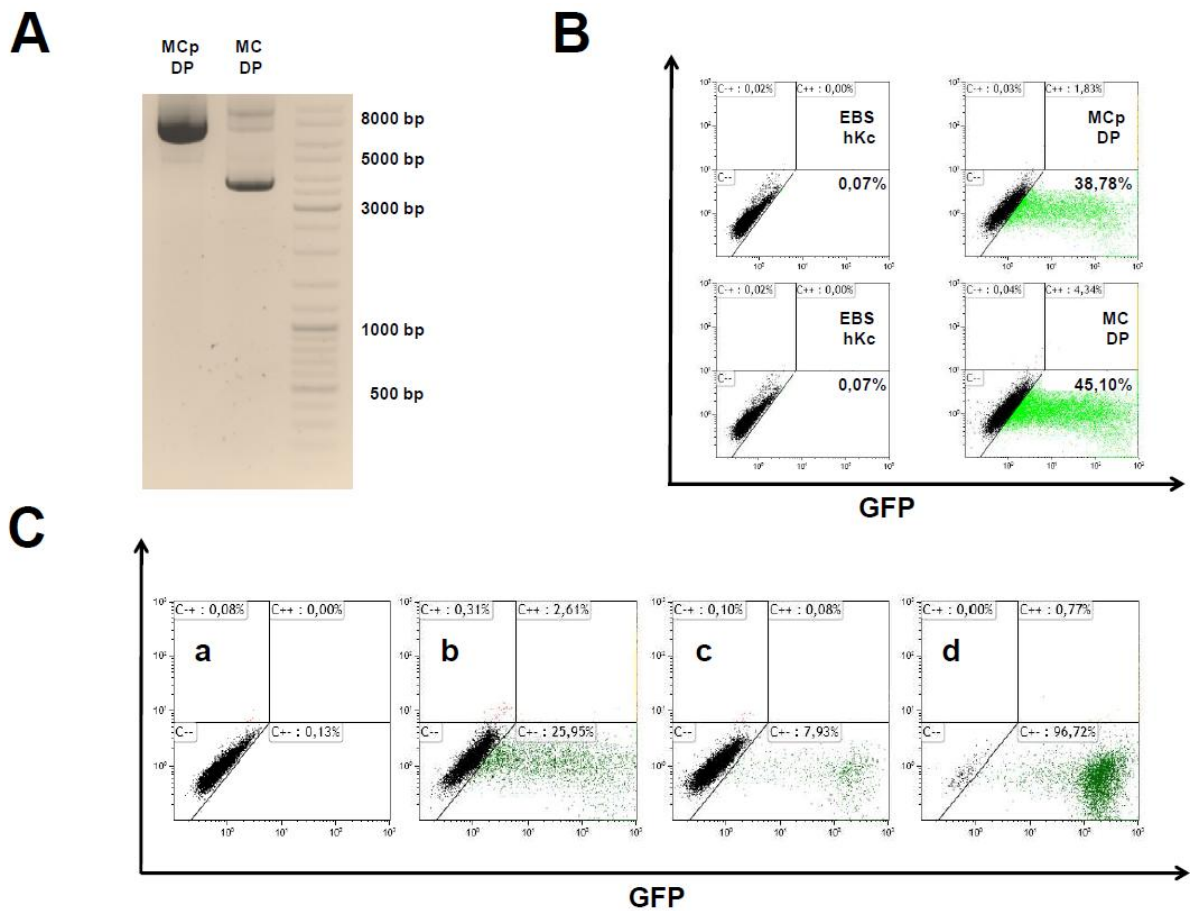 A
MCp
DP
MC
DP
8000 bp
5000 bp
3000 bp
1000 bp
500 bp
B
C-+ : 0,02%
C++ : 0,00%
EBS
hKc
C--
0,07%
C-+ : 0,03%
C++ : 1,83%
MCp
DP
C--
38,78%
C-+ : 0,02%
C++ : 0,00%
EBS
hKc
C--
0,07%
C-+ : 0,04%
C++ : 4,34%
MC
DP
C--
45,10%
GFP
C
C-+ : 0,08%
C++ : 0,00%
a
C--
C+- : 0,13%
C-+ : 0,31%
C++ : 2,61%
b
C--
C+- : 25,95%
C-+ : 0,10%
C++ : 0,08%
c
C--
C+- : 7,93%
C-+ : 0,00%
C++ : 0,77%
d
C--
C+- : 96,72%
GFP